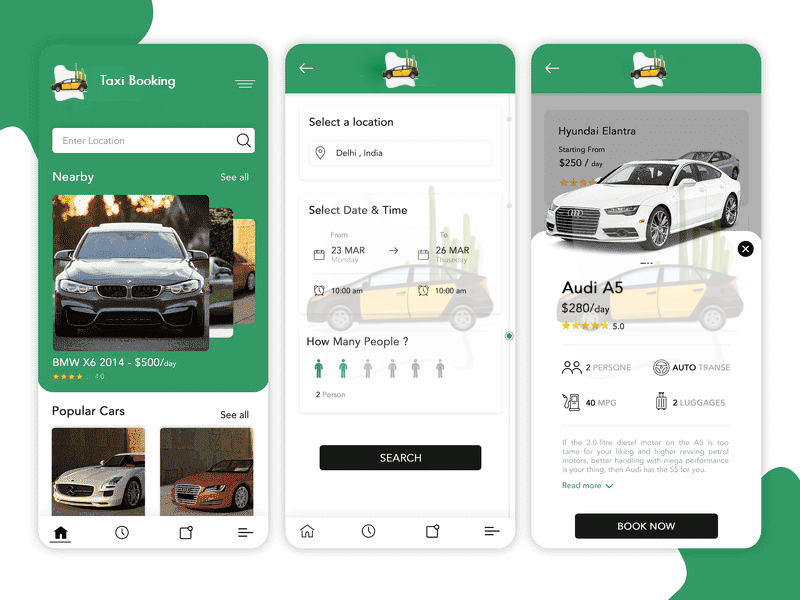 Taxi Booking
Enter Location
Nearby
See all
BMW X6 2014 - $500/day
4.0
Popular Cars
See all
Select a location
Delhi , India
Select Date & Time
From
To
23 MAR
26 MAR
Monday
Thuseday
10:00 am
10:00 am
How Many People ?
2 Person
SEARCH
Hyundai Elantra
Starting From
$250 / day
Audi A5
$280/day
5.0
2 PERSONE
AUTO TRANSE
40 MPG
2 LUGGAGES
If the 2.0-litre diesel motor on the A5 is too
tame for your liking and higher revving petrol
motors, better handling with mega performance
is your thing, then Audi has the S5 for you.
Read more
BOOK NOW